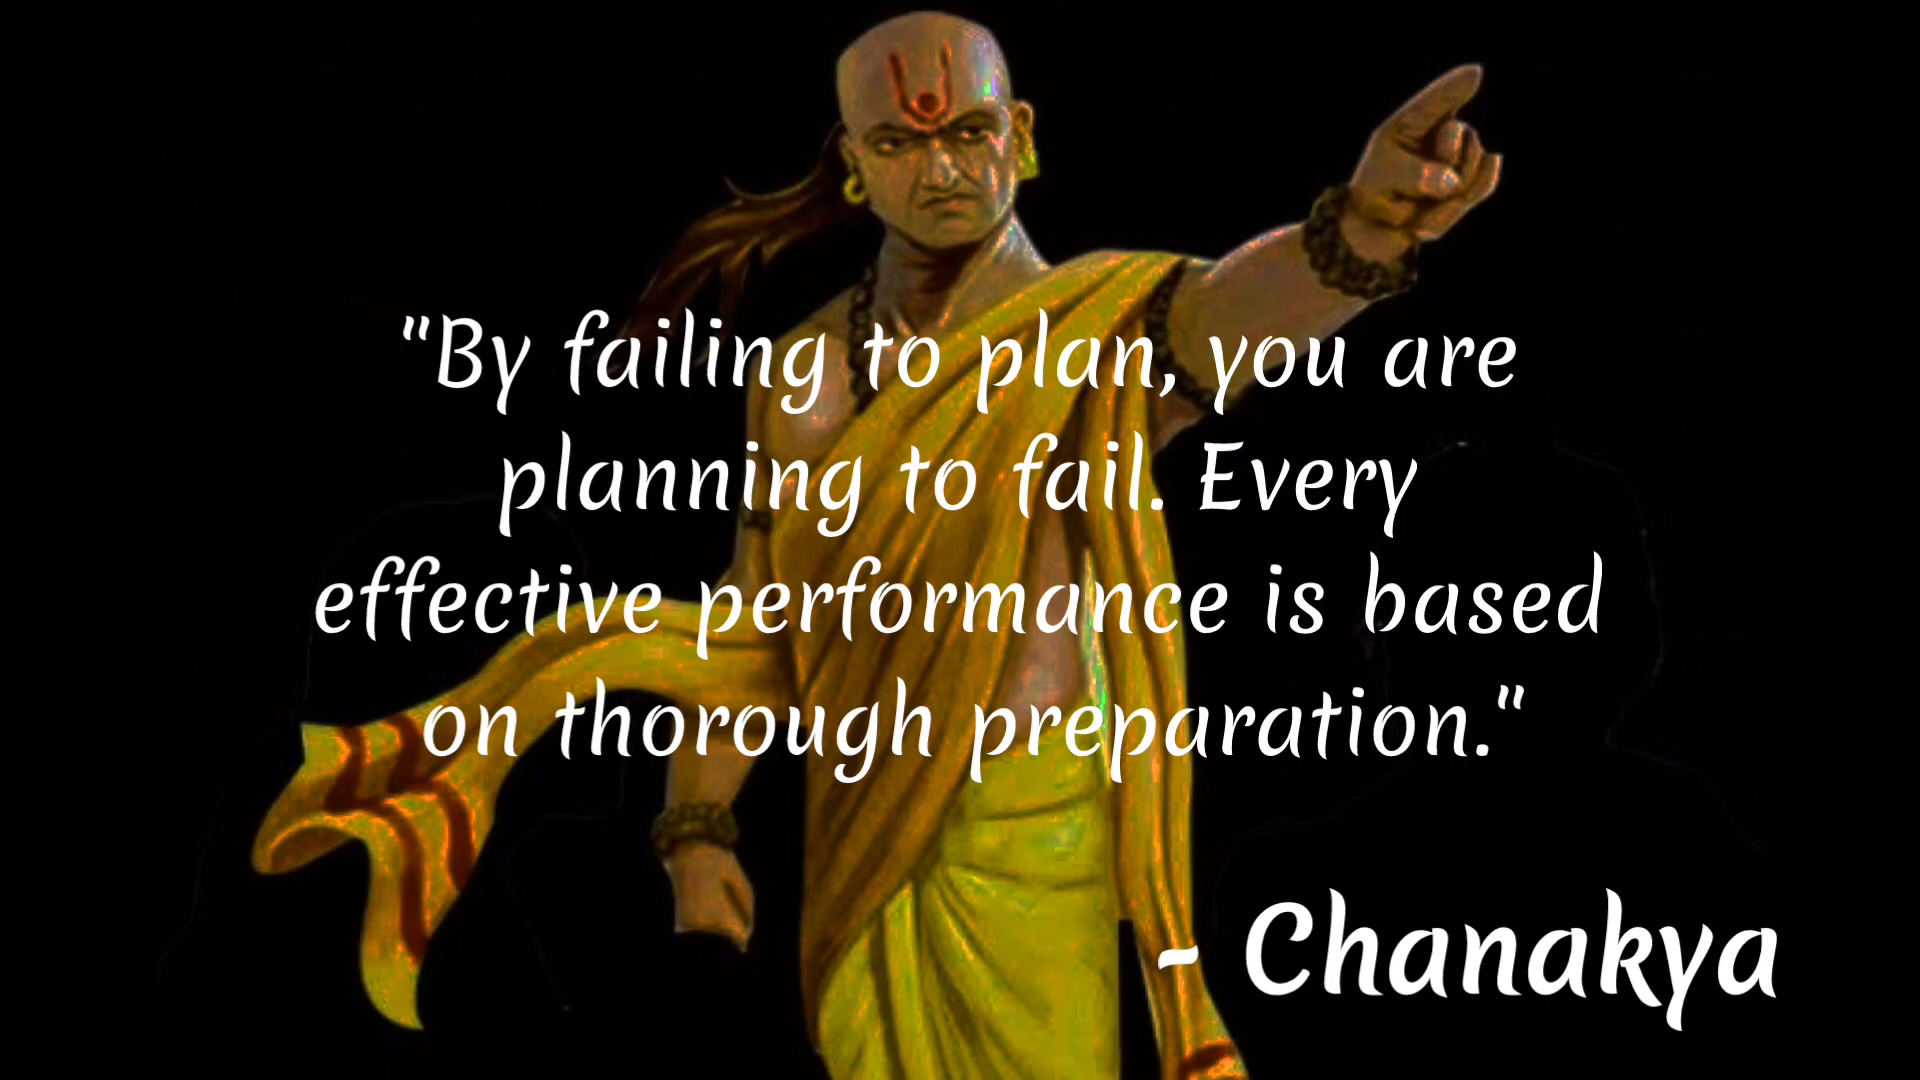 "By failing to plan, you are
planning to fail. Every
effective performance is based
on thorough preparation."
~ Chanakya